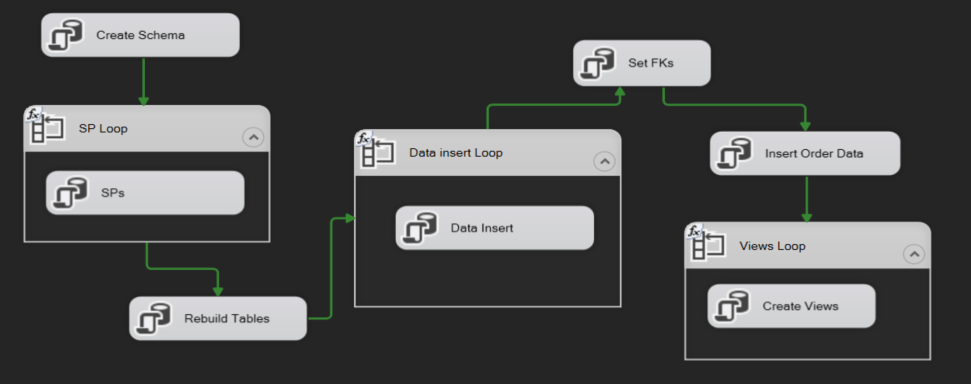 Create Schema
fx
SP Loop
SPs
Rebuild Tables
fx
Data insert Loop
Data Insert
Set FKs
Insert Order Data
fx
Views Loop
Create Views